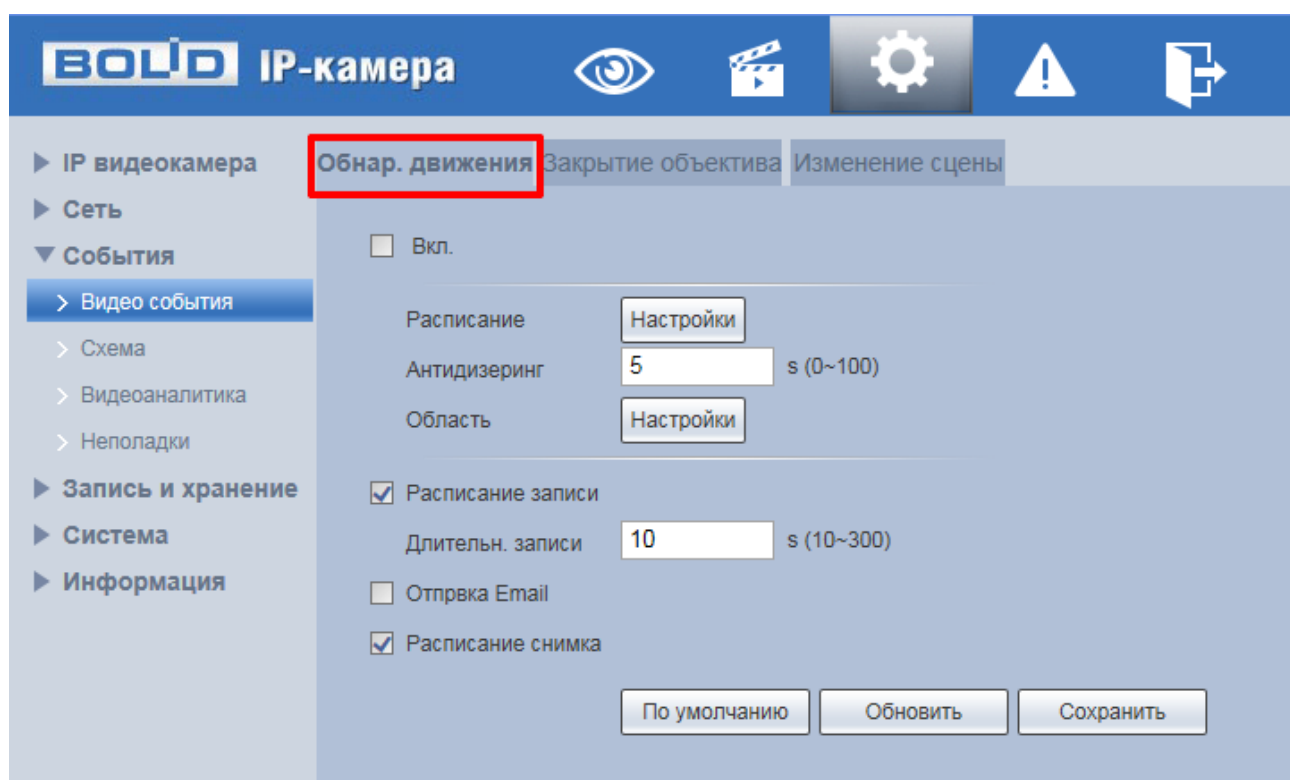 BOLID IP-камера
IP видеокамера
Сеть
События
Видео события
Схема
Видеоаналитика
Неполадки
Запись и хранение
Система
Информация
Обнар. движения Закрытие объектива Изменение сцены
Вкл.
Расписание Настройки
Антидизеринг 5 s (0~100)
Область Настройки
Расписание записи
Длительн. записи 10 s (10~300)
Отпрвка Email
Расписание снимка
По умолчанию Обновить Сохранить